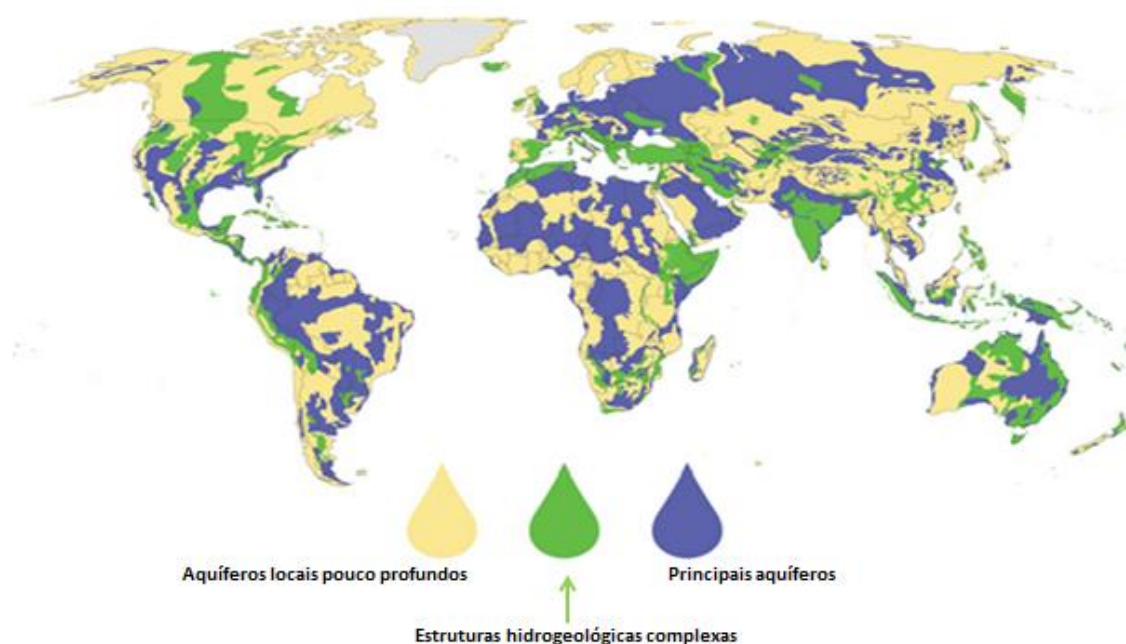 Aquíferos locais pouco profundos
Principais aquíferos
Estruturas hidrogeológicas complexas